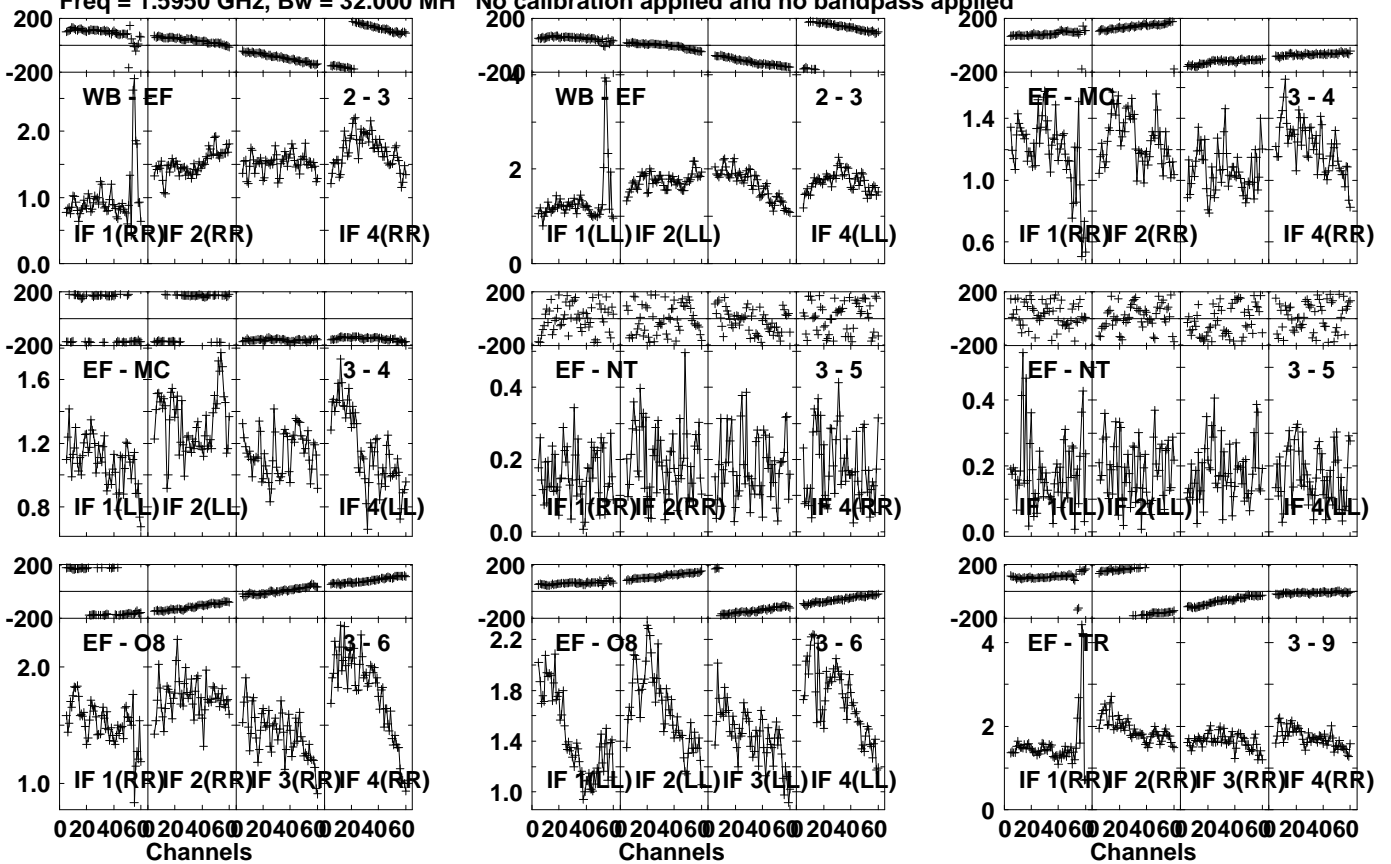 Freq = 1.5950 GHz, Bw = 32.000 MH No calibration applied and no bandpass applied
200
-200
WB - EF 2 - 3
2.0
1.0
0.0
IF 1(RR) IF 2(RR) IF 4(RR)
200
-200
4
WB - EF 2 - 3
2
0
IF 1(LL) IF 2(LL) IF 4(LL)
200
-200
EF - MC 3 - 4
1.4
1.0
0.6
IF 1(RR) IF 2(RR) IF 4(RR)
200
-200
EF - MC 3 - 4
1.6
1.2
0.8
IF 1(LL) IF 2(LL) IF 4(LL)
200
-200
EF - NT 3 - 5
0.4
0.2
0.0
IF 1(RR) IF 2(RR) IF 4(RR)
200
-200
EF - NT 3 - 5
0.4
0.2
0.0
IF 1(LL) IF 2(LL) IF 4(LL)
200
-200
EF - O8 3 - 6
2.0
1.0
IF 1(RR) IF 2(RR) IF 3(RR) IF 4(RR)
0 20 40 60 0 20 40 60 0 20 40 60 0 20 40 60
Channels
200
-200
EF - O8 3 - 6
2.2
1.8
1.4
1.0
IF 1(LL) IF 2(LL) IF 3(LL) IF 4(LL)
0 20 40 60 0 20 40 60 0 20 40 60 0 20 40 60
Channels
200
-200
EF - TR 3 - 9
4
2
0
IF 1(RR) IF 2(RR) IF 3(RR) IF 4(RR)
0 20 40 60 0 20 40 60 0 20 40 60 0 20 40 60
Channels